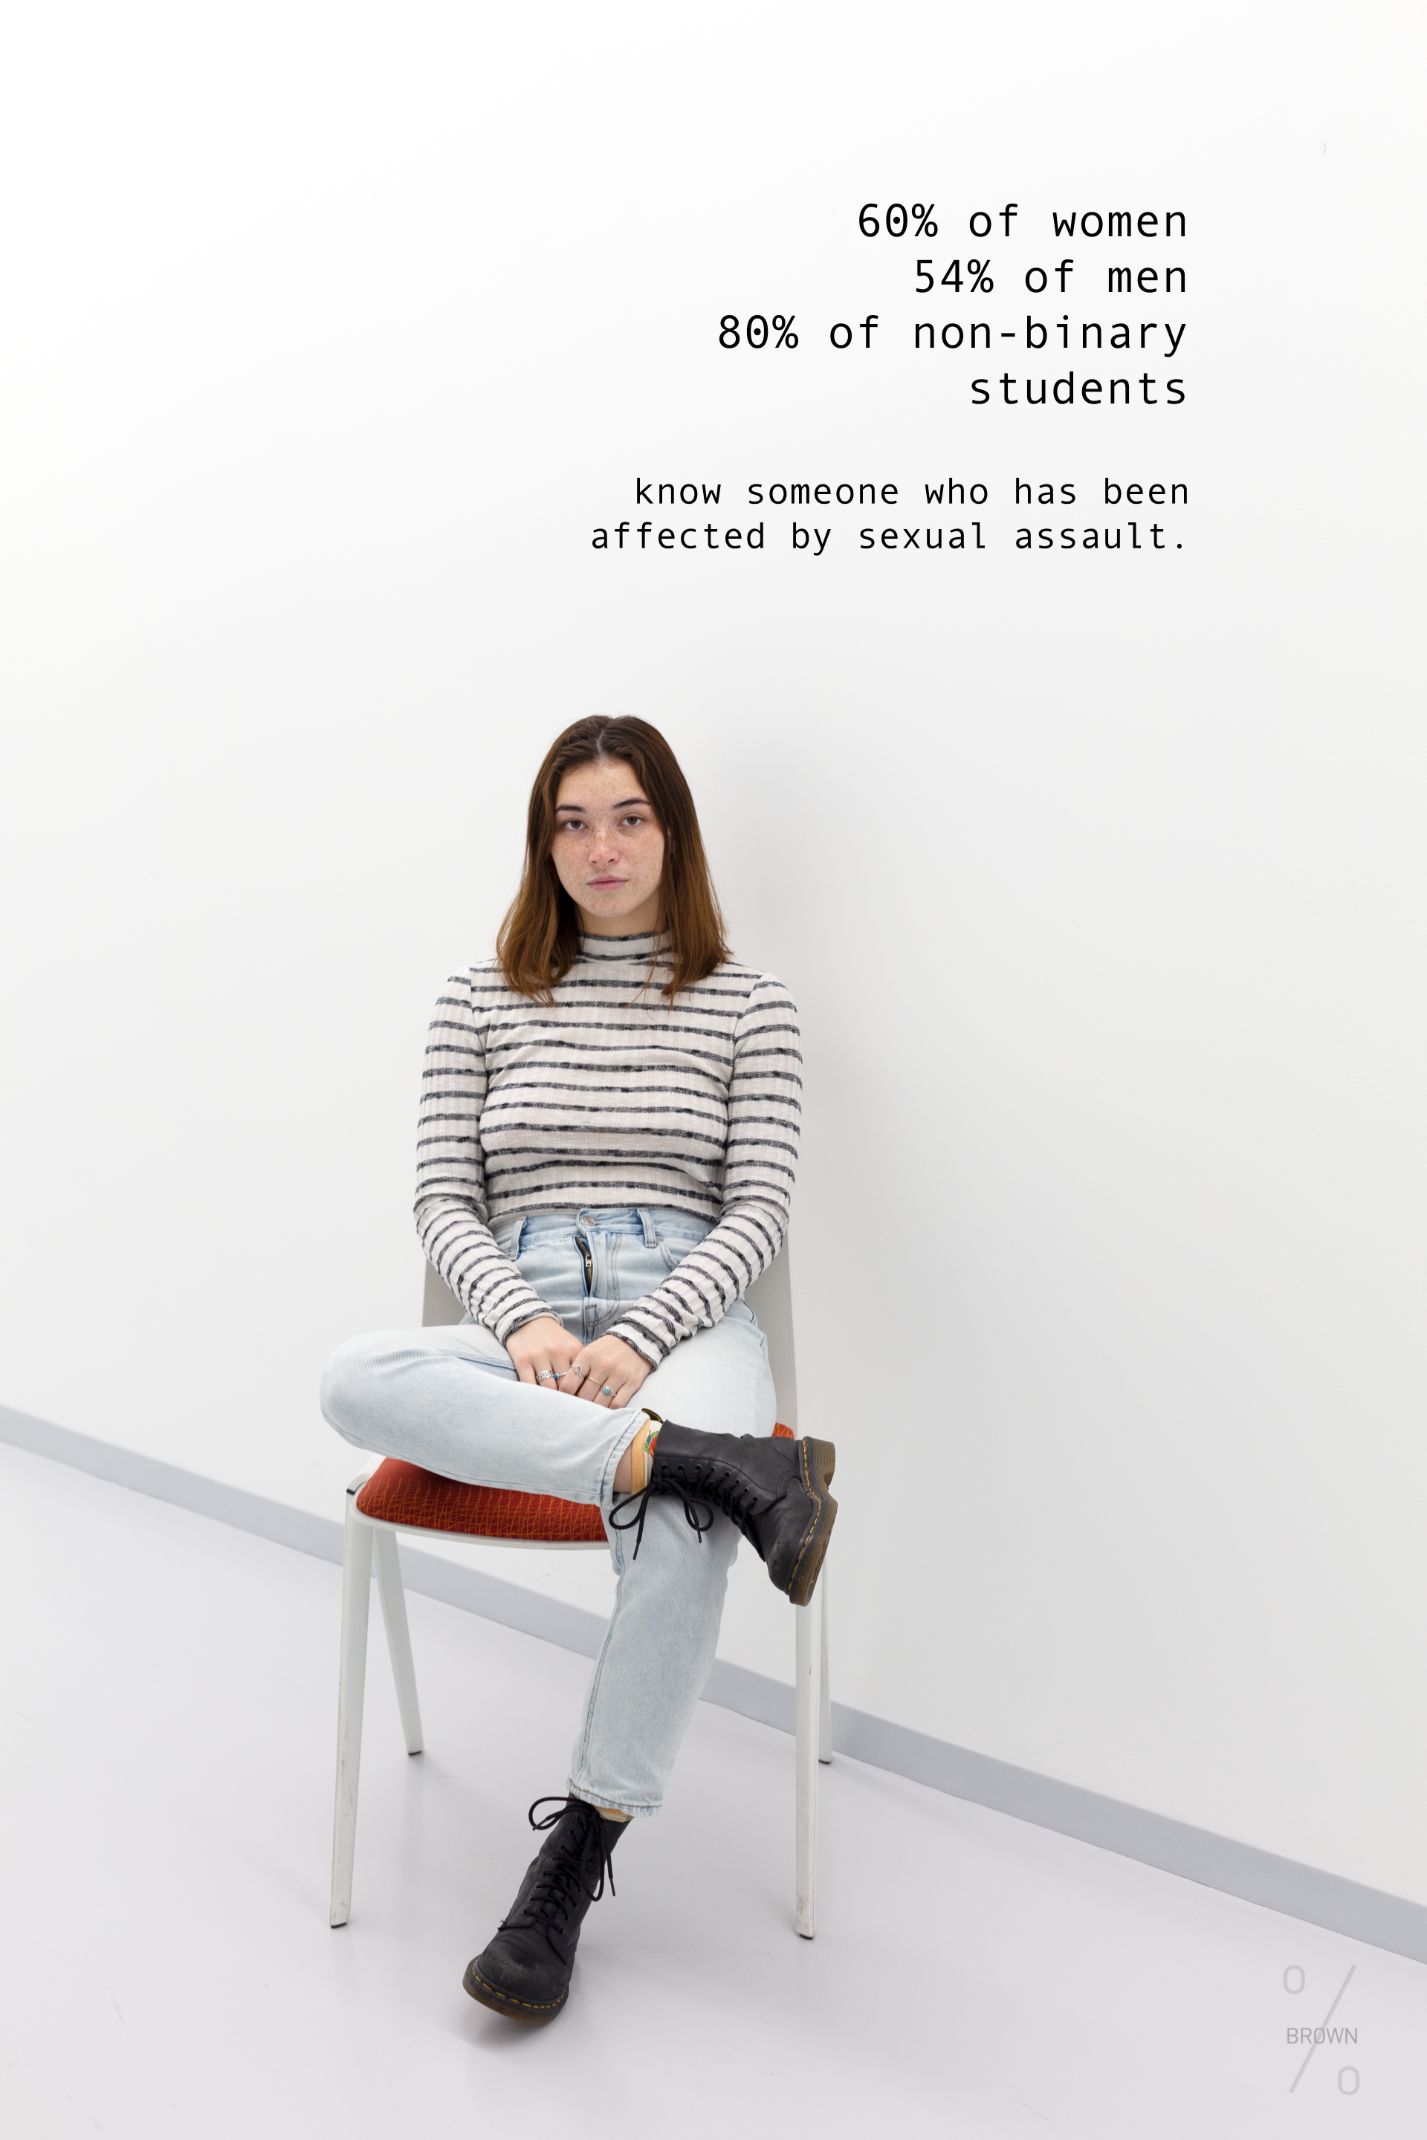 60% of women
54% of men
80% of non-binary
students
know someone who has been
affected by sexual assault.
BROWN